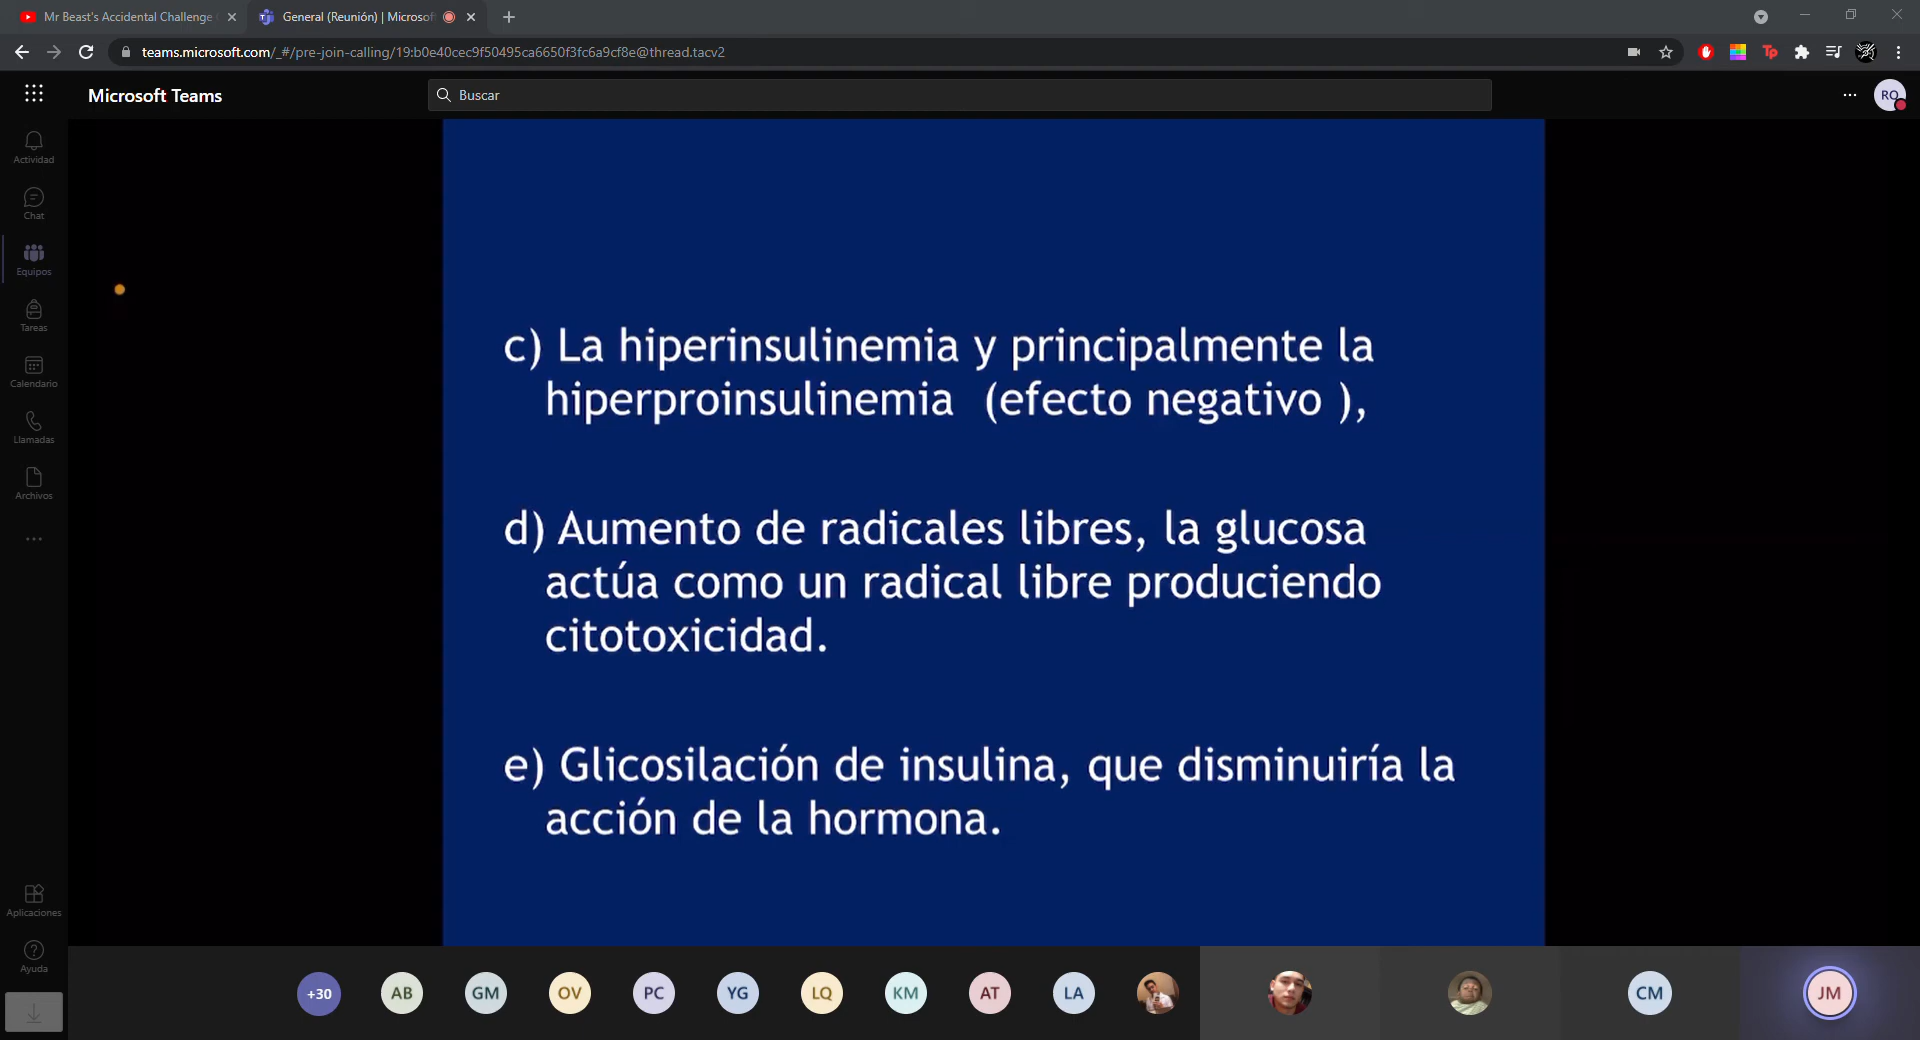 Mr Beast's Accidental Challenge
General (Reunión) | Microsof
teams.microsoft.com/_#/pre-join-calling/19:b0e40cec9f50495ca6650f3fc6a9cf8e@thread.tacv2
Microsoft Teams
Buscar
RO
Actividad
Chat
Equipos
Tareas
Calendario
Llamadas
Archivos
Aplicaciones
Ayuda
c) La hiperinsulinemia y principalmente la
hiperproinsulinemia (efecto negativo ),
d) Aumento de radicales libres, la glucosa
actúa como un radical libre produciendo
citotoxicidad.
e) Glicosilación de insulina, que disminuiría la
acción de la hormona.
+30
AB
GM
OV
PC
YG
LQ
KM
AT
LA
CM
JM